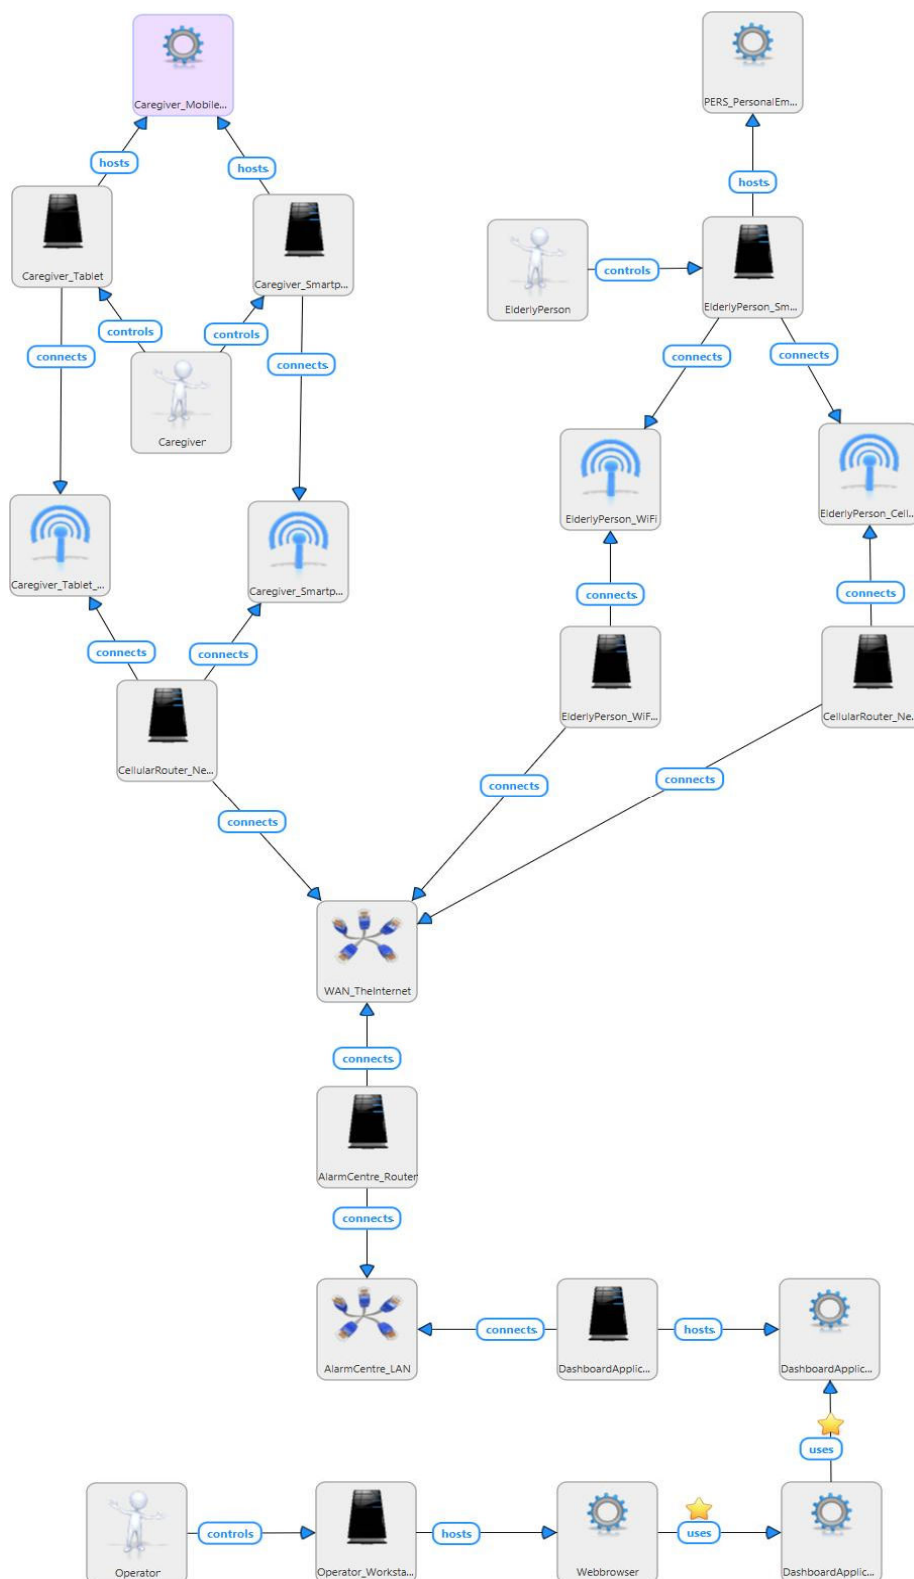 Caregiver_Mobile...
PERS_PersonalEm...
hosts
hosts
hosts
Caregiver_Tablet
Caregiver_Smartp...
ElderlyPerson
controls
ElderlyPerson_Sm...
controls
controls
connects
connects
connects
connects
Caregiver
ElderlyPerson_WiFi
ElderlyPerson_Cell...
Caregiver_Tablet_...
Caregiver_Smartp...
connects
connects
connects
connects
ElderlyPerson_WiF...
CellularRouter_Ne...
CellularRouter_Ne...
connects
connects
connects
WAN_TheInternet
connects
AlarmCentre_Router
connects
connects
hosts
AlarmCentre_LAN
DashboardApplic...
DashboardApplic...
uses
controls
hosts
uses
Operator
Operator_Worksta...
Webbrowser
DashboardApplic...